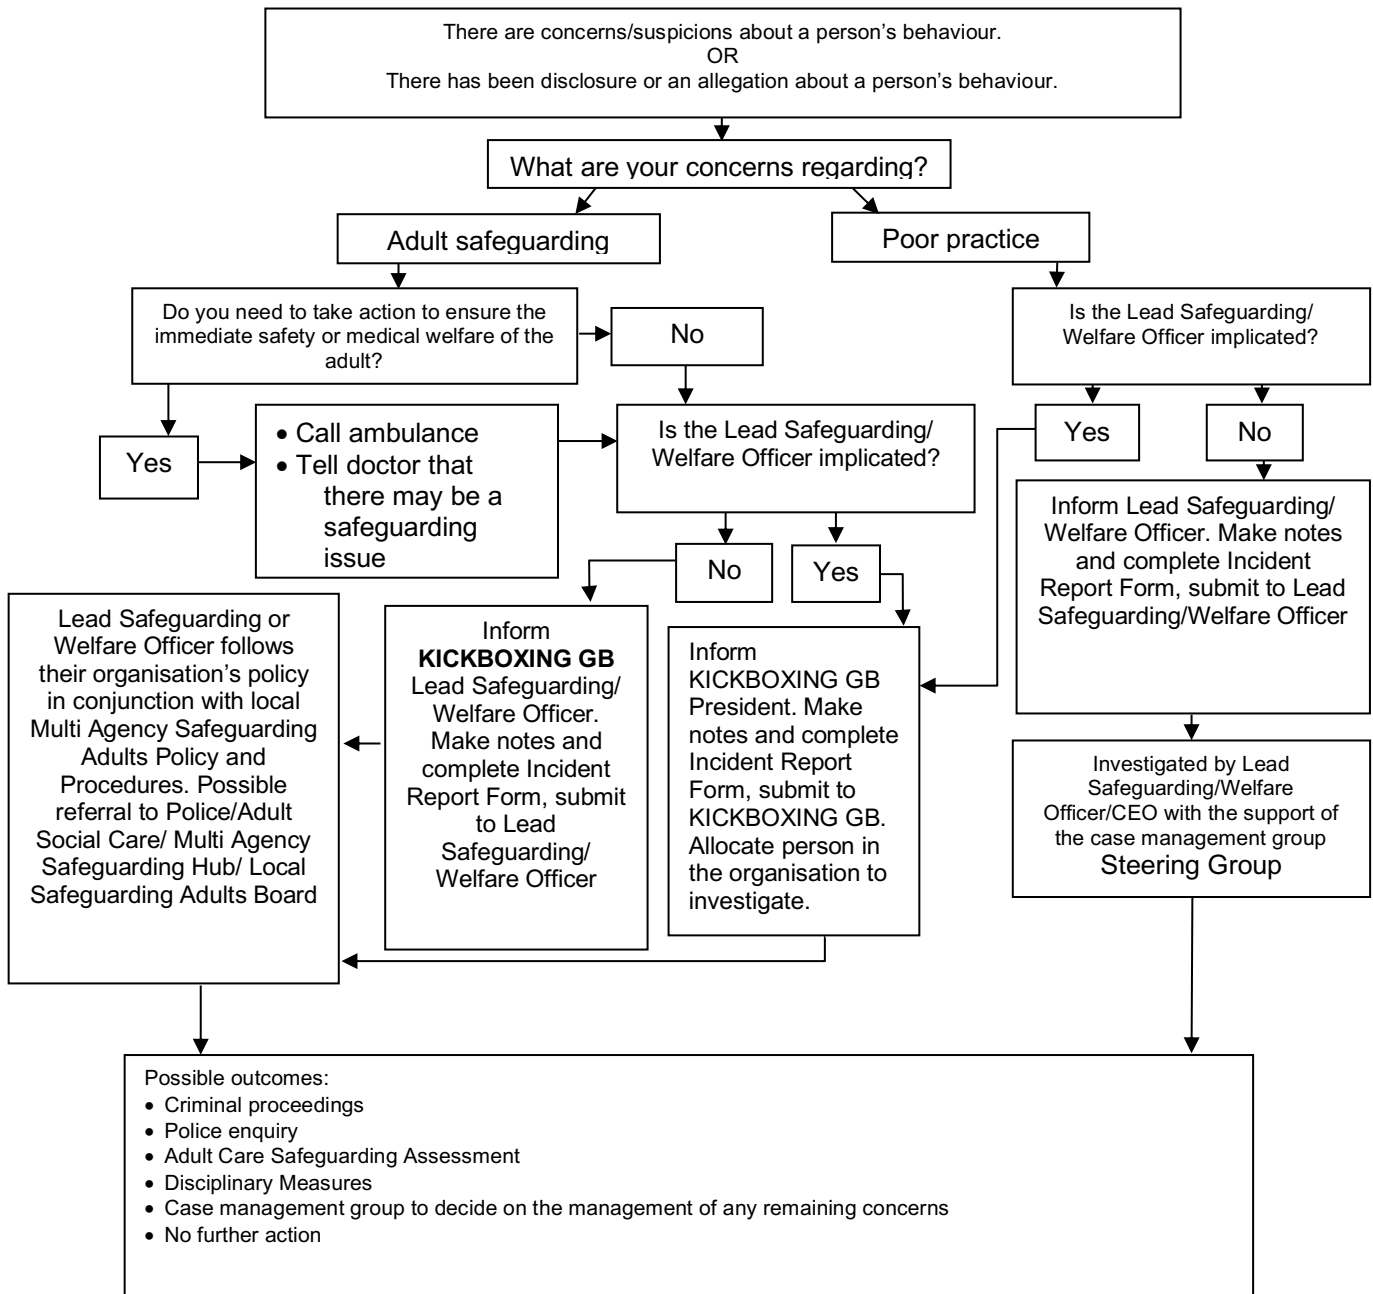 There are concerns/suspicions about a person’s behaviour.
OR
There has been disclosure or an allegation about a person’s behaviour.
What are your concerns regarding?
Adult safeguarding
Poor practice
Do you need to take action to ensure the
immediate safety or medical welfare of the
adult?
No
Is the Lead Safeguarding/
Welfare Officer implicated?
Yes
• Call ambulance
• Tell doctor that
there may be a
safeguarding
issue
Is the Lead Safeguarding/
Welfare Officer implicated?
Yes
No
No
Yes
Inform Lead Safeguarding/
Welfare Officer. Make notes
and complete Incident
Report Form, submit to Lead
Safeguarding/Welfare Officer
Lead Safeguarding or
Welfare Officer follows
their organisation’s policy
in conjunction with local
Multi Agency Safeguarding
Adults Policy and
Procedures. Possible
referral to Police/Adult
Social Care/ Multi Agency
Safeguarding Hub/ Local
Safeguarding Adults Board
Inform
KICKBOXING GB
Lead Safeguarding/
Welfare Officer.
Make notes and
complete Incident
Report Form, submit
to Lead
Safeguarding/
Welfare Officer
Inform
KICKBOXING GB
President. Make
notes and complete
Incident Report
Form, submit to
KICKBOXING GB.
Allocate person in
the organisation to
investigate.
Investigated by Lead
Safeguarding/Welfare
Officer/CEO with the support of
the case management group
Steering Group
Possible outcomes:
• Criminal proceedings
• Police enquiry
• Adult Care Safeguarding Assessment
• Disciplinary Measures
• Case management group to decide on the management of any remaining concerns
• No further action